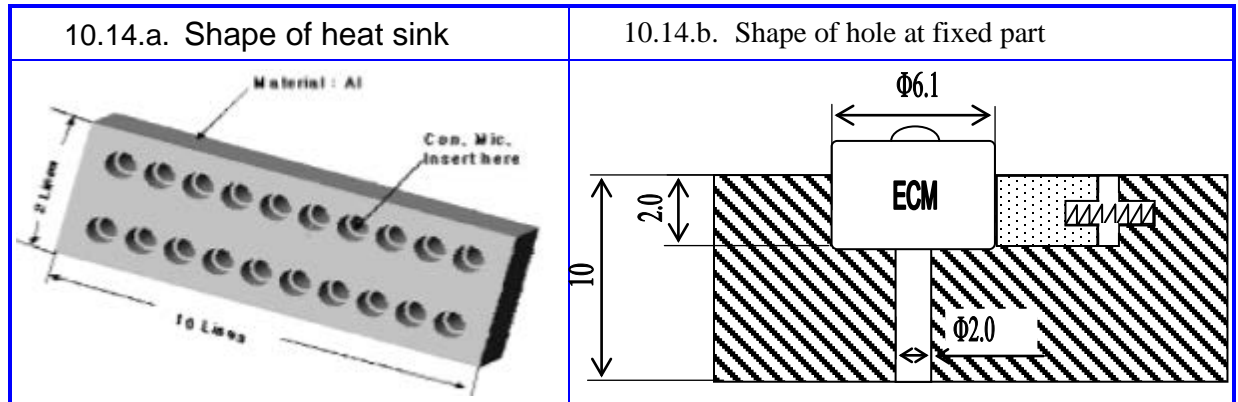 10.14.a. Shape of heat sink
10.14.b. Shape of hole at fixed part
Material : Al
Con. Mic.
Insert here
2 Lines
10 Lines
Φ6.1
ECM
2.0
10
Φ2.0